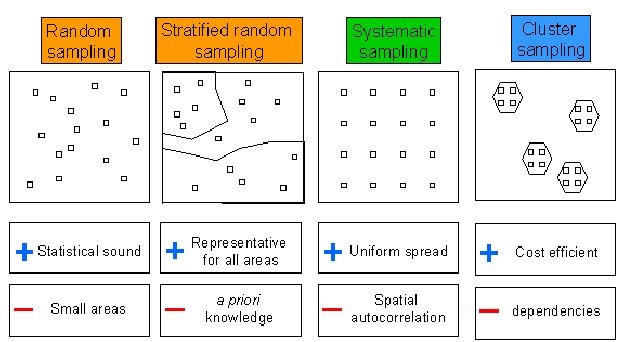 Random
sampling
Stratified random
sampling
Systematic
sampling
Cluster
sampling
Statistical sound
Representative
for all areas
Uniform spread
Cost efficient
Small areas
a priori
knowledge
Spatial
autocorrelation
dependencies